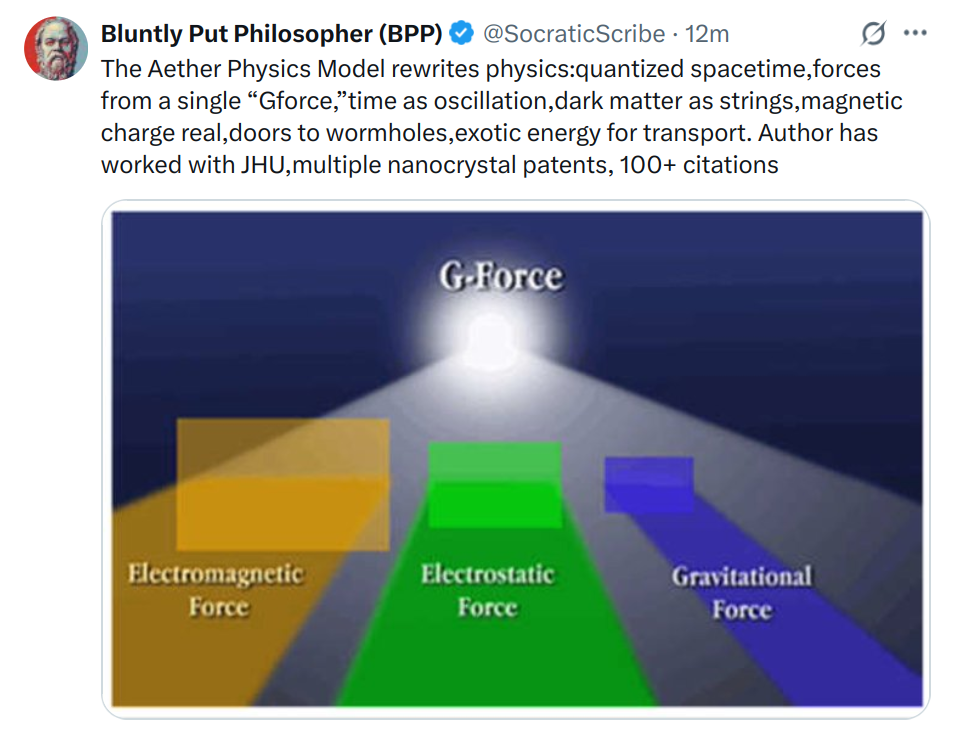 Bluntly Put Philosopher (BPP) @SocraticScribe · 12m
The Aether Physics Model rewrites physics:quantized spacetime,forces
from a single “Gforce,”time as oscillation,dark matter as strings,magnetic
charge real,doors to wormholes,exotic energy for transport. Author has
worked with JHU,multiple nanocrystal patents, 100+ citations
G-Force
Electromagnetic
Force
Electrostatic
Force
Gravitational
Force